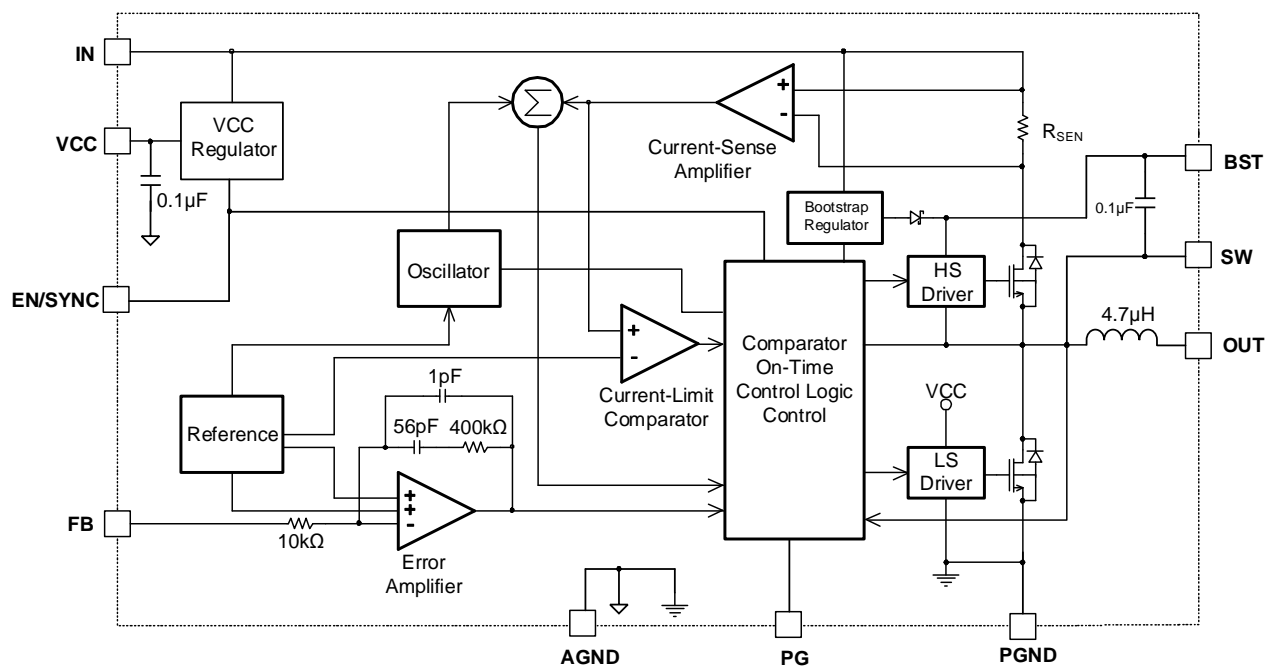 IN
VCC
Regulator
VCC
0.1µF
EN/SYNC
Oscillator
Σ
+
-
Current-Sense
Amplifier
R_SEN
BST
0.1µF
SW
Bootstrap
Regulator
HS
Driver
4.7µH
OUT
+
-
Current-Limit
Comparator
Comparator
On-Time
Control Logic
Control
VCC
LS
Driver
Reference
1pF
56pF
400kΩ
FB
10kΩ
+
+
-
Error
Amplifier
AGND
PG
PGND